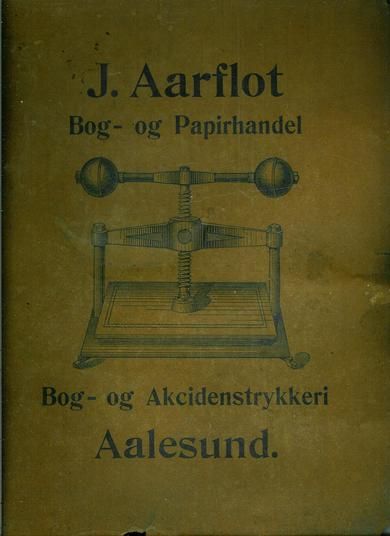 J. Aarflot
Bog- og Papirhandel
Bog- og Akcidenstrykkeri
Aalesund.